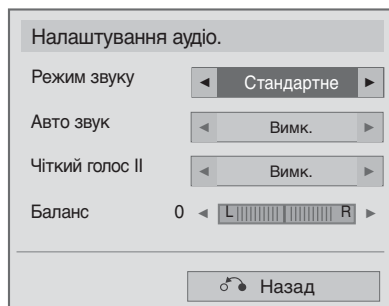 Налаштування аудіо.
Режим звуку ◄ Стандартне ►
Авто звук ◄ Вимк. ►
Чіткий голос II ◄ Вимк. ►
Баланс 0 ◄ L R ►
Назад